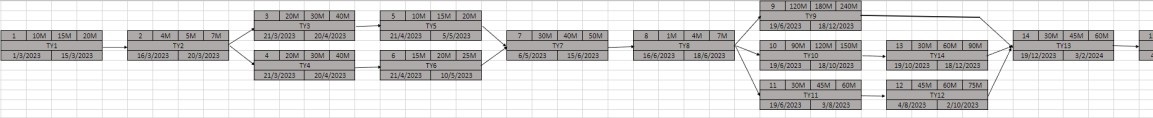 1 10M 15M 20M
TY1
1/3/2023 15/3/2023
2 4M 5M 7M
TY2
16/3/2023 20/3/2023
3 20M 30M 40M
TY3
21/3/2023 20/4/2023
4 20M 30M 40M
TY4
21/3/2023 20/4/2023
5 10M 15M 20M
TY5
21/4/2023 5/5/2023
6 15M 20M 25M
TY6
21/4/2023 10/5/2023
7 30M 40M 50M
TY7
6/5/2023 15/6/2023
8 1M 4M 7M
TY8
16/6/2023 18/6/2023
9 120M 180M 240M
TY9
19/6/2023 18/12/2023
10 90M 120M 150M
TY10
19/6/2023 18/10/2023
11 30M 45M 60M
TY11
19/6/2023 3/8/2023
13 30M 60M 90M
TY14
19/10/2023 18/12/2023
12 45M 60M 75M
TY12
4/8/2023 2/10/2023
14 30M 45M 60M
TY13
19/12/2023 3/2/2024